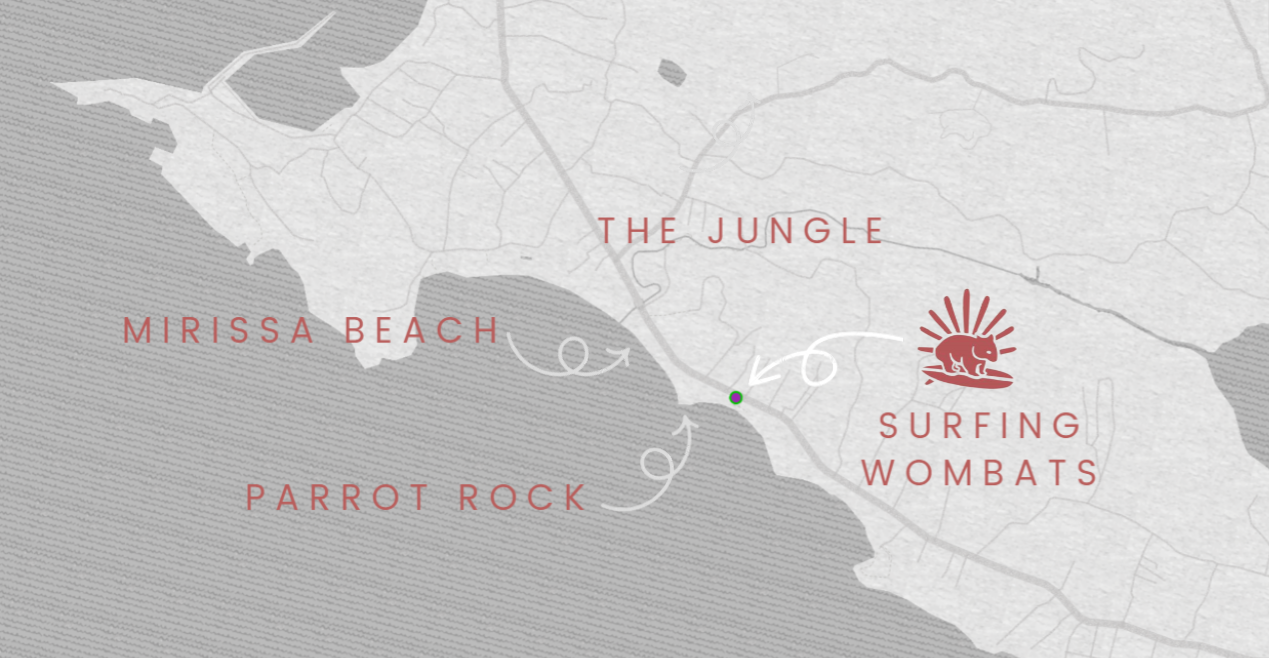 THE JUNGLE
MIRISSA BEACH
SURFING
WOMBATS
PARROT ROCK